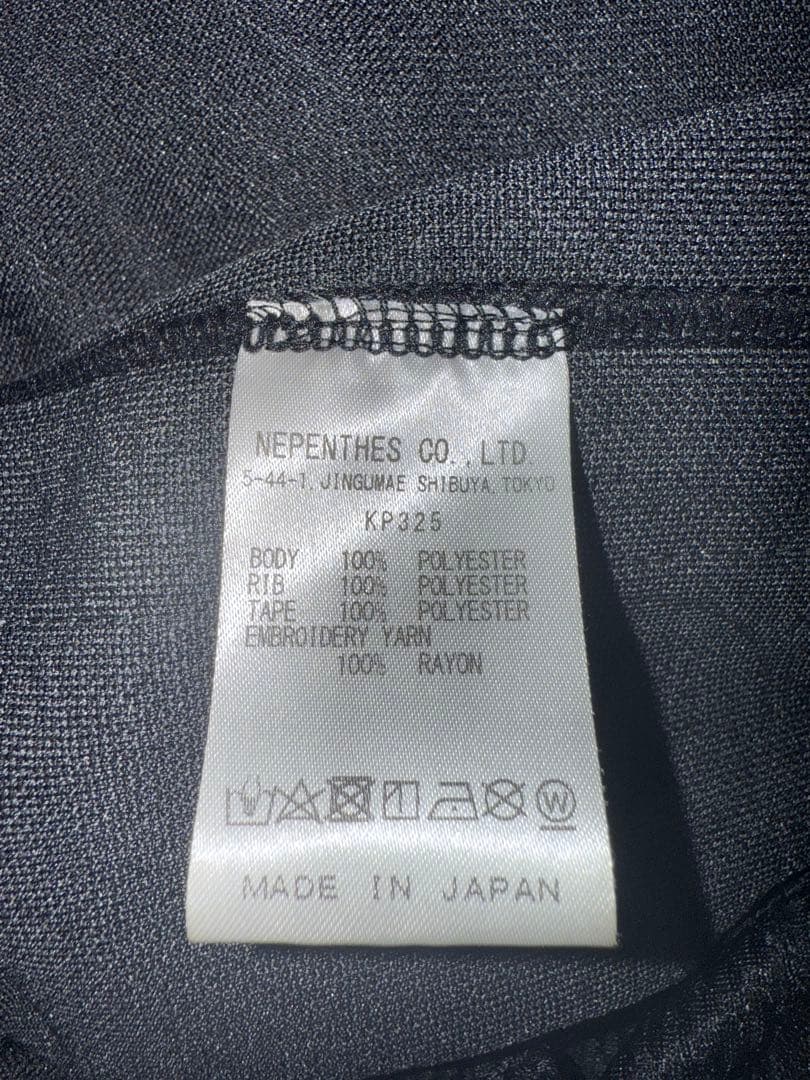 NEPENTHES CO.,LTD
5-44-1, JINGUMAE SHIBUYA, TOKYO
KP325
BODY 100% POLYESTER
RIB 100% POLYESTER
TAPE 100% POLYESTER
EMBROIDERY YARN
100% RAYON
W
MADE IN JAPAN